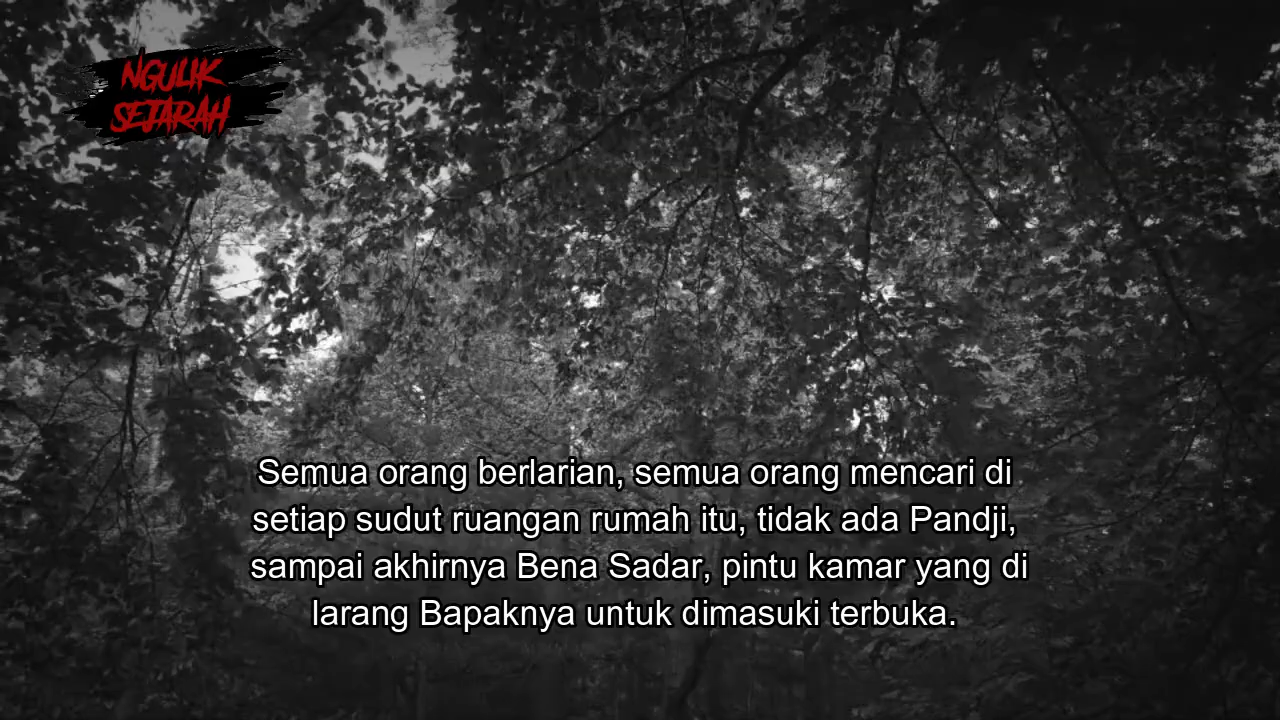 NGULIK
SEJARAH
Semua orang berlarian, semua orang mencari di
setiap sudut ruangan rumah itu, tidak ada Pandji,
sampai akhirnya Bena Sadar, pintu kamar yang di
larang Bapaknya untuk dimasuki terbuka.